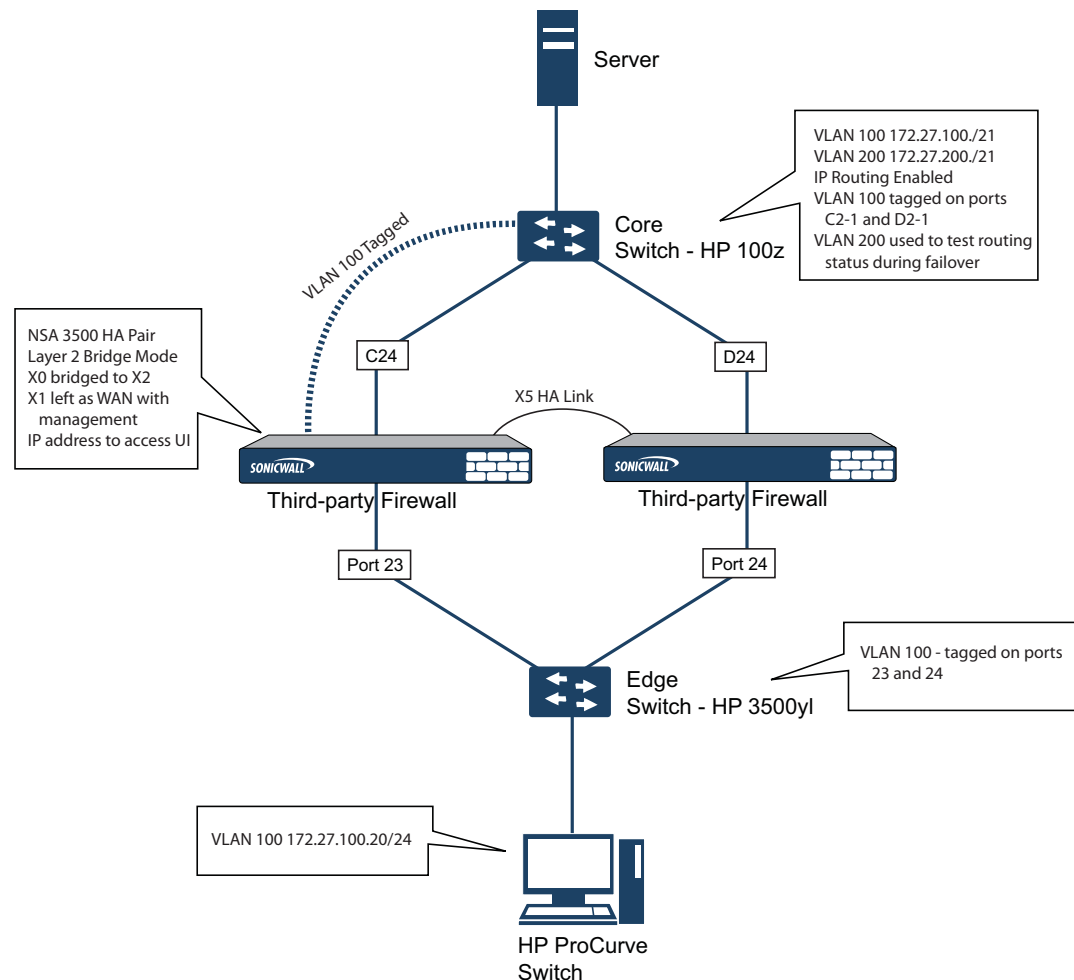 Server
VLAN 100 172.27.100./21
VLAN 200 172.27.200./21
IP Routing Enabled
VLAN 100 tagged on ports
C2-1 and D2-1
VLAN 200 used to test routing
status during failover
Core
Switch - HP 100z
VLAN 100 Tagged
NSA 3500 HA Pair
Layer 2 Bridge Mode
X0 bridged to X2
X1 left as WAN with
management
IP address to access UI
C24
D24
X5 HA Link
SONICWALL
Third-party Firewall
SONICWALL
Third-party Firewall
Port 23
Port 24
VLAN 100 - tagged on ports
23 and 24
Edge
Switch - HP 3500yl
VLAN 100 172.27.100.20/24
HP ProCurve
Switch